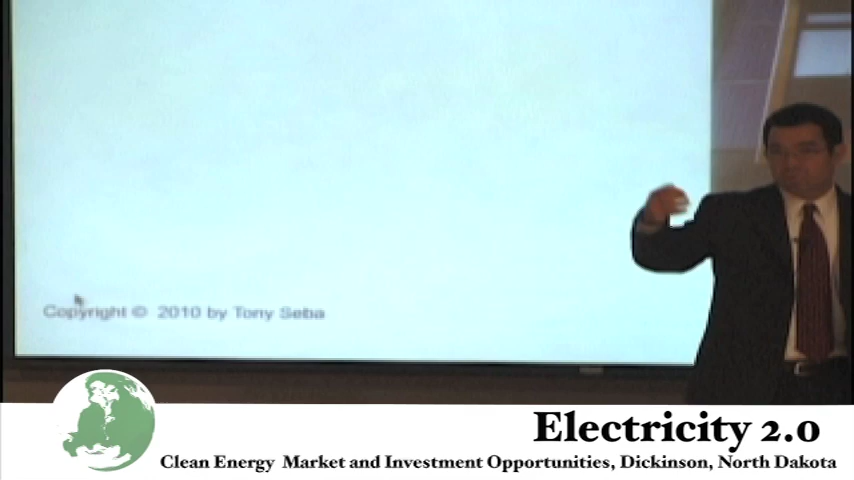 Copyright © 2010 by Tony Seba
Electricity 2.0
Clean Energy Market and Investment Opportunities, Dickinson, North Dakota